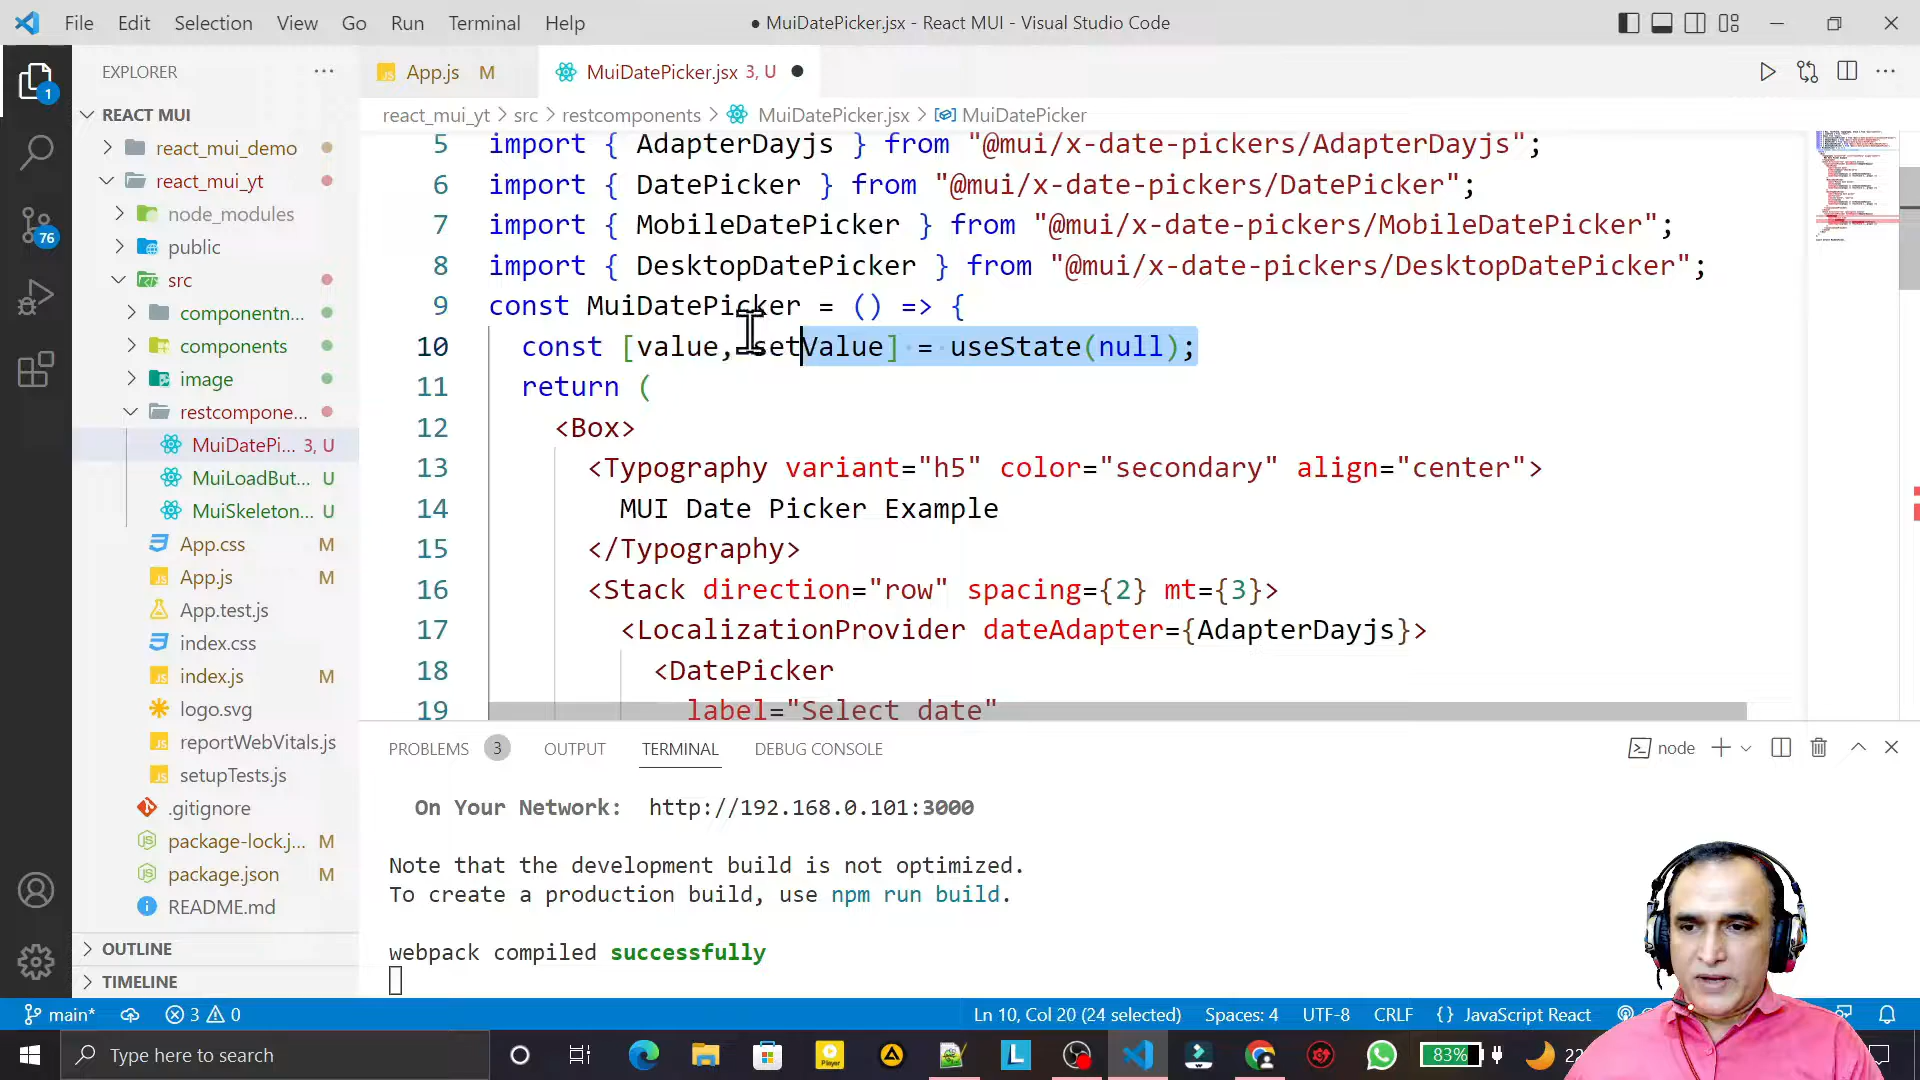 File Edit Selection View Go Run Terminal Help
● MuiDatePicker.jsx - React MUI - Visual Studio Code
EXPLORER
App.js M
MuiDatePicker.jsx 3, U
REACT MUI
react_mui_yt > src > restcomponents > MuiDatePicker.jsx > MuiDatePicker
react_mui_demo
react_mui_yt
node_modules
public
src
componentn...
components
image
restcompone...
MuiDatePi... 3, U
MuiLoadBut... U
MuiSkeleton... U
App.css M
App.js M
App.test.js
index.css
index.js M
logo.svg
reportWebVitals.js
setupTests.js
.gitignore
package-lock.j... M
package.json M
README.md
OUTLINE
TIMELINE
1
76
5 import { AdapterDayjs } from "@mui/x-date-pickers/AdapterDayjs";
6 import { DatePicker } from "@mui/x-date-pickers/DatePicker";
7 import { MobileDatePicker } from "@mui/x-date-pickers/MobileDatePicker";
8 import { DesktopDatePicker } from "@mui/x-date-pickers/DesktopDatePicker";
9 const MuiDatePicker = () => {
10 const [value, setValue] = useState(null);
11 return (
12 <Box>
13 <Typography variant="h5" color="secondary" align="center">
14 MUI Date Picker Example
15 </Typography>
16 <Stack direction="row" spacing={2} mt={3}>
17 <LocalizationProvider dateAdapter={AdapterDayjs}>
18 <DatePicker
19 label="Select date"
PROBLEMS 3 OUTPUT TERMINAL DEBUG CONSOLE
node
On Your Network: http://192.168.0.101:3000
Note that the development build is not optimized.
To create a production build, use npm run build.
webpack compiled successfully
main* 3 0
Ln 10, Col 20 (24 selected) Spaces: 4 UTF-8 CRLF {} JavaScript React
Type here to search
Player
L
83%
22